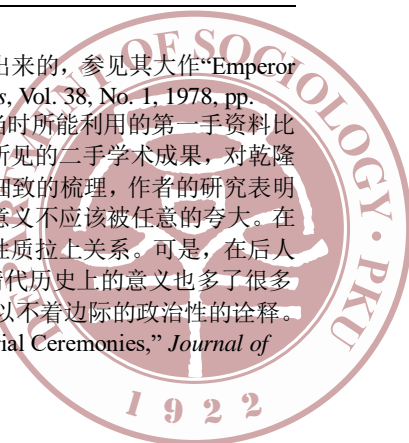 出来的，参见其大作“Emperor
s, Vol. 38, No. 1, 1978, pp.
当时所能利用的第一手资料比
所见的二手学术成果，对乾隆
细致的梳理，作者的研究表明
意义不应该被任意的夸大。在
性质拉上关系。可是，在后人
清代历史上的意义也多了很多
以不着边际的政治性的诠释。
rial Ceremonies,” Journal of
OF SOCIOLOGY · PKU
1922